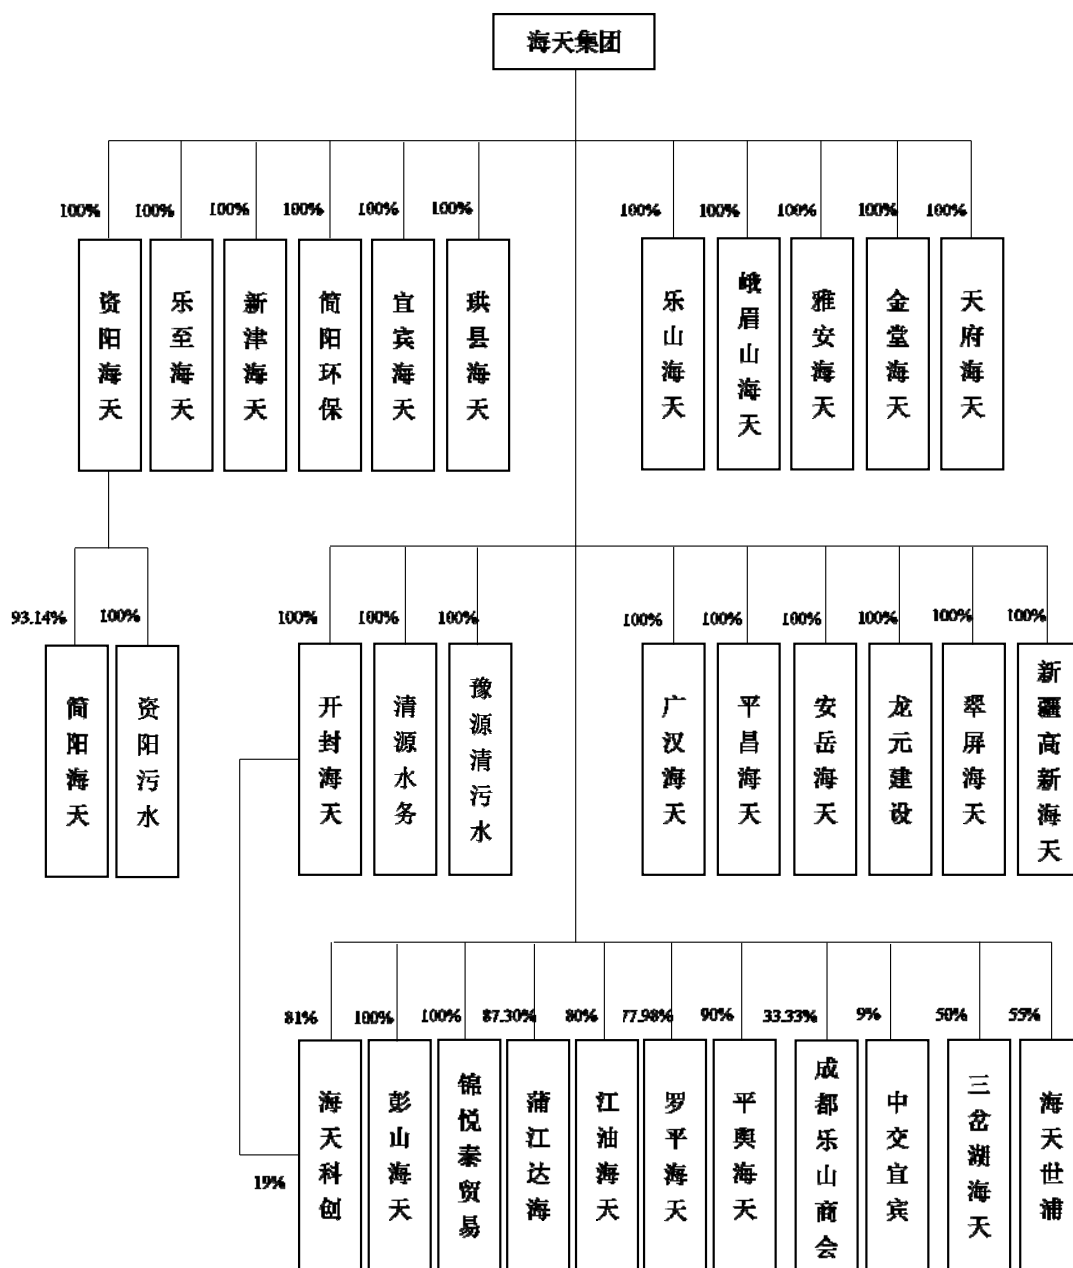 海天集团
100% 100% 100% 100% 100% 100% 100% 100% 100% 100% 100%
资阳海天
乐至海天
新津海天
简阳环保
宜宾海天
珙县海天
乐山海天
峨眉山海天
雅安海天
金堂海天
天府海天
93.14% 100% 100% 100% 100% 100% 100% 100% 100% 100% 100%
简阳海天
资阳污水
开封海天
清源水务
豫源清污水
广汉海天
平昌海天
安岳海天
龙元建设
翠屏海天
新疆高新海天
81% 100% 100% 87.30% 80% 77.98% 90% 33.33% 9% 50% 55%
19%
海天科创
彭山海天
锦悦泰贸易
蒲江达海
江油海天
罗平海天
平舆海天
成都乐山商会
中交宜宾
三岔湖海天
海天世浦